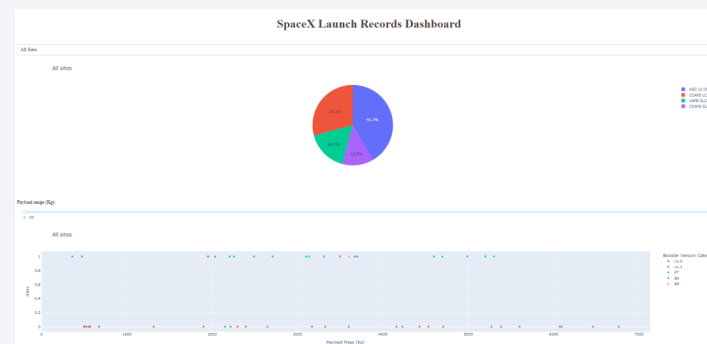 SpaceX Launch Records Dashboard
All Sites
All sites
KSC LC-3
CCAFS LC
VAFB SLC
CCAFS SL
29.2%
41.7%
16.7%
12.5%
Payload range (Kg):
0
All sites
1
0.8
0.6
0.4
0.2
0
class
0 1000 2000 3000 4000 5000 6000 7000
Payload Mass (kg)
Booster Version Cate
v1.0
v1.1
FT
B4
B5